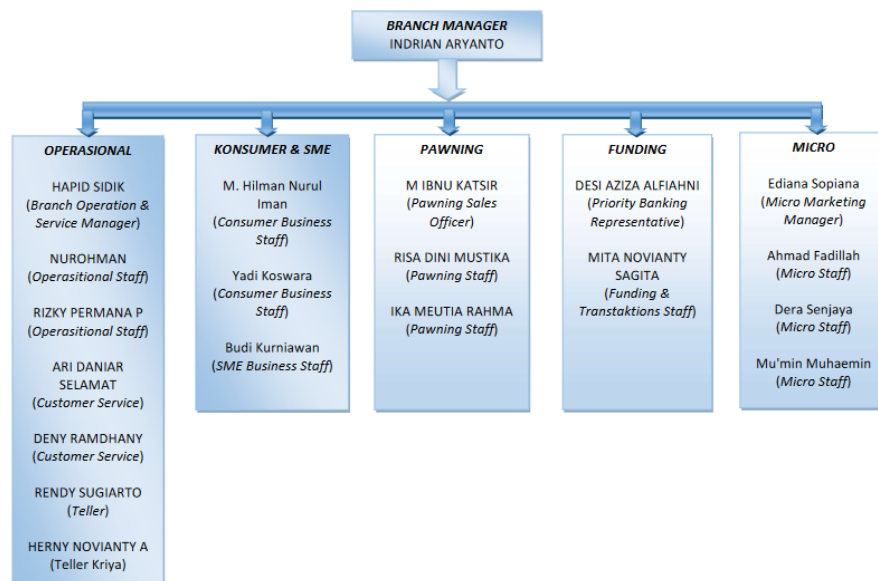 BRANCH MANAGER
INDRIAN ARYANTO
OPERASIONAL
HAPID SIDIK
(Branch Operation &
Service Manager)
NUROHMAN
(Operasitional Staff)
RIZKY PERMANA P
(Operasitional Staff)
ARI DANIAR
SELAMAT
(Customer Service)
DENY RAMDHANY
(Customer Service)
RENDY SUGIARTO
(Teller)
HERNY NOVIANTY A
(Teller Kriya)
KONSUMER & SME
M. Hilman Nurul
Iman
(Consumer Business
Staff)
Yadi Koswara
(Consumer Business
Staff)
Budi Kurniawan
(SME Business Staff)
PAWNING
M IBNU KATSIR
(Pawning Sales
Officer)
RISA DINI MUSTIKA
(Pawning Staff)
IKA MEUTIA RAHMA
(Pawning Staff)
FUNDING
DESI AZIZA ALFIAHNI
(Priority Banking
Representative)
MITA NOVIANTY
SAGITA
(Funding &
Transtaktions Staff)
MICRO
Ediana Sopiana
(Micro Marketing
Manager)
Ahmad Fadillah
(Micro Staff)
Dera Senjaya
(Micro Staff)
Mu'min Muhaemin
(Micro Staff)